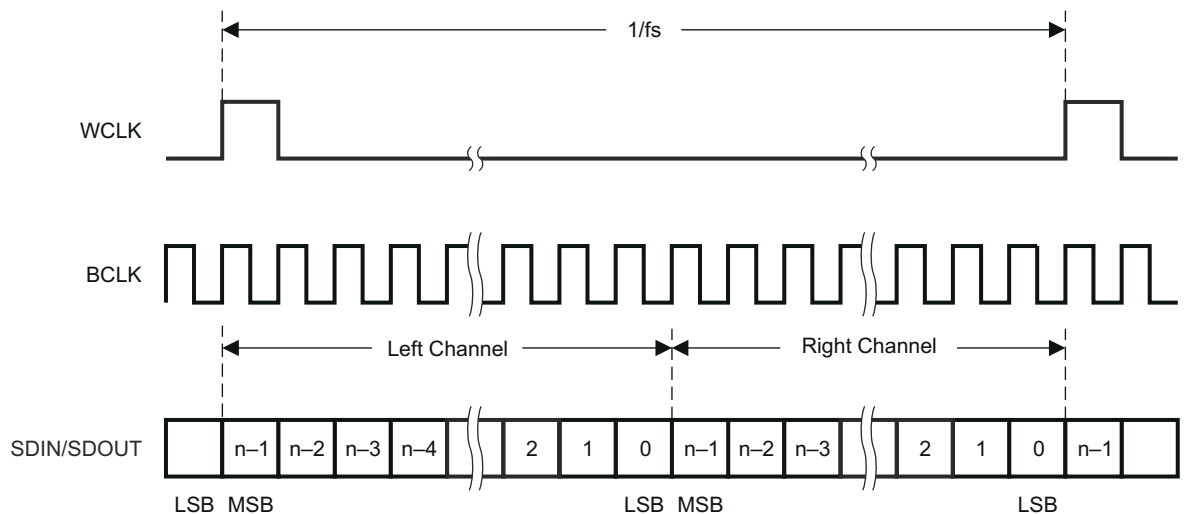 1/fs
WCLK
BCLK
Left Channel Right Channel
SDIN/SDOUT n–1 n–2 n–3 n–4 2 1 0 n–1 n–2 n–3 2 1 0 n–1
LSB MSB LSB MSB LSB